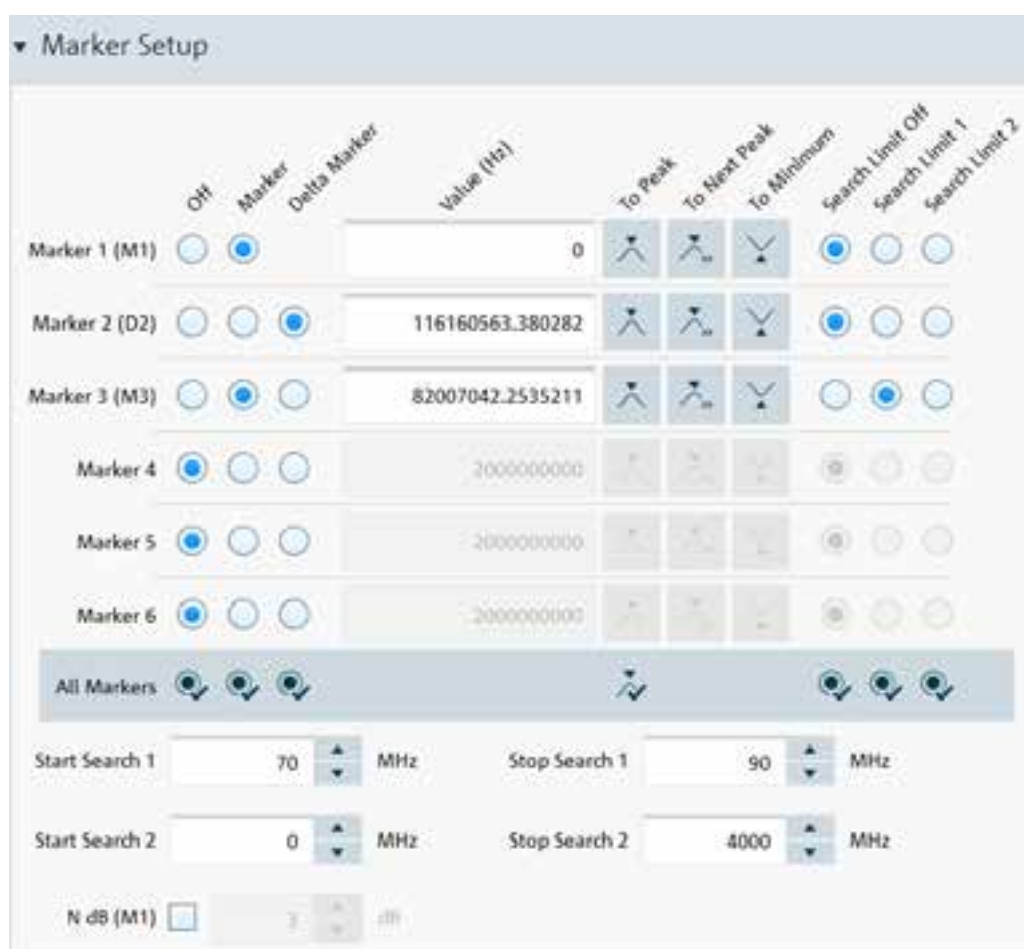 Marker Setup
Off Marker Delta Marker Value (Hz) To Peak To Next Peak To Minimum Search Limit Off Search Limit 1 Search Limit 2
Marker 1 (M1) 0
Marker 2 (D2) 116160563.380282
Marker 3 (M3) 82007042.2535211
Marker 4 2000000000
Marker 5 2000000000
Marker 6 2000000000
All Markers
Start Search 1 70 MHz Stop Search 1 90 MHz
Start Search 2 0 MHz Stop Search 2 4000 MHz
N dB (M1) 3 dB